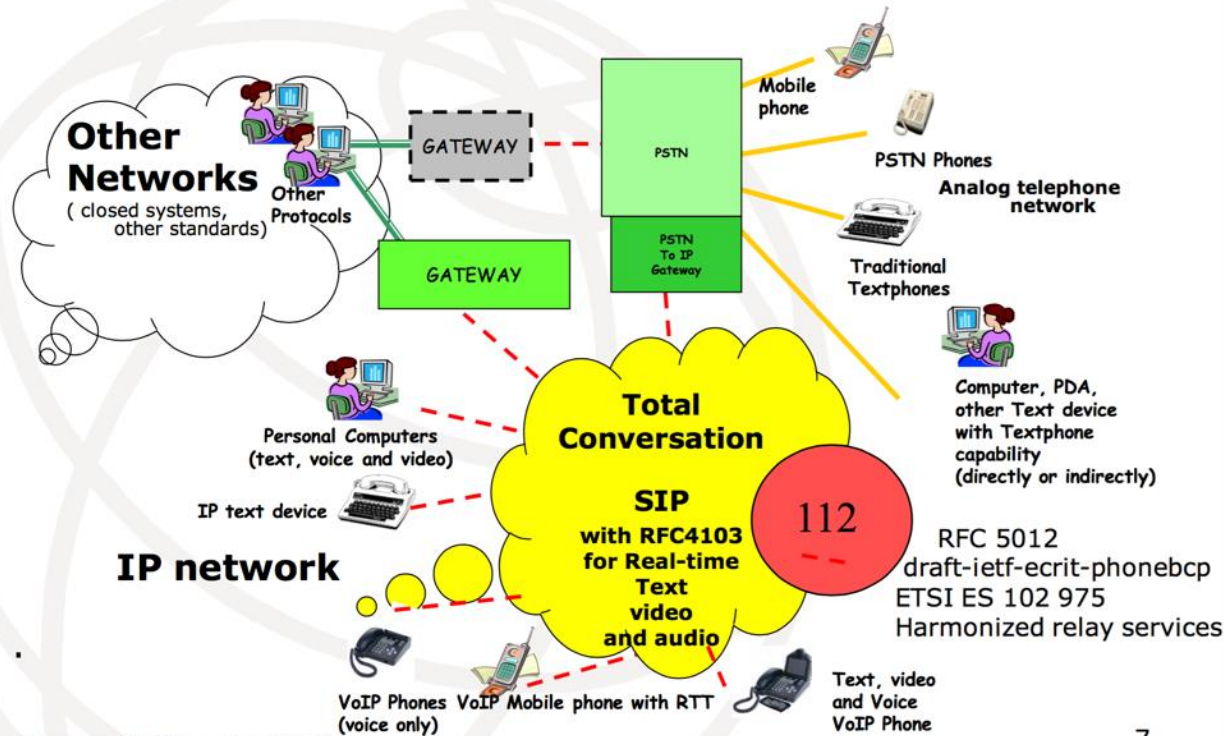 Other
Networks
( closed systems,
other standards)
Other
Protocols
GATEWAY
GATEWAY
PSTN
PSTN
To IP
Gateway
Mobile
phone
PSTN Phones
Analog telephone
network
Traditional
Textphones
Computer, PDA,
other Text device
with Textphone
capability
(directly or indirectly)
Personal Computers
(text, voice and video)
IP text device
IP network
Total
Conversation
SIP
with RFC4103
for Real-time
Text
video
and audio
112
RFC 5012
draft-ietf-ecrit-phonebcp
ETSI ES 102 975
Harmonized relay services
.
VoIP Phones
(voice only)
VoIP Mobile phone with RTT
Text, video
and Voice
VoIP Phone